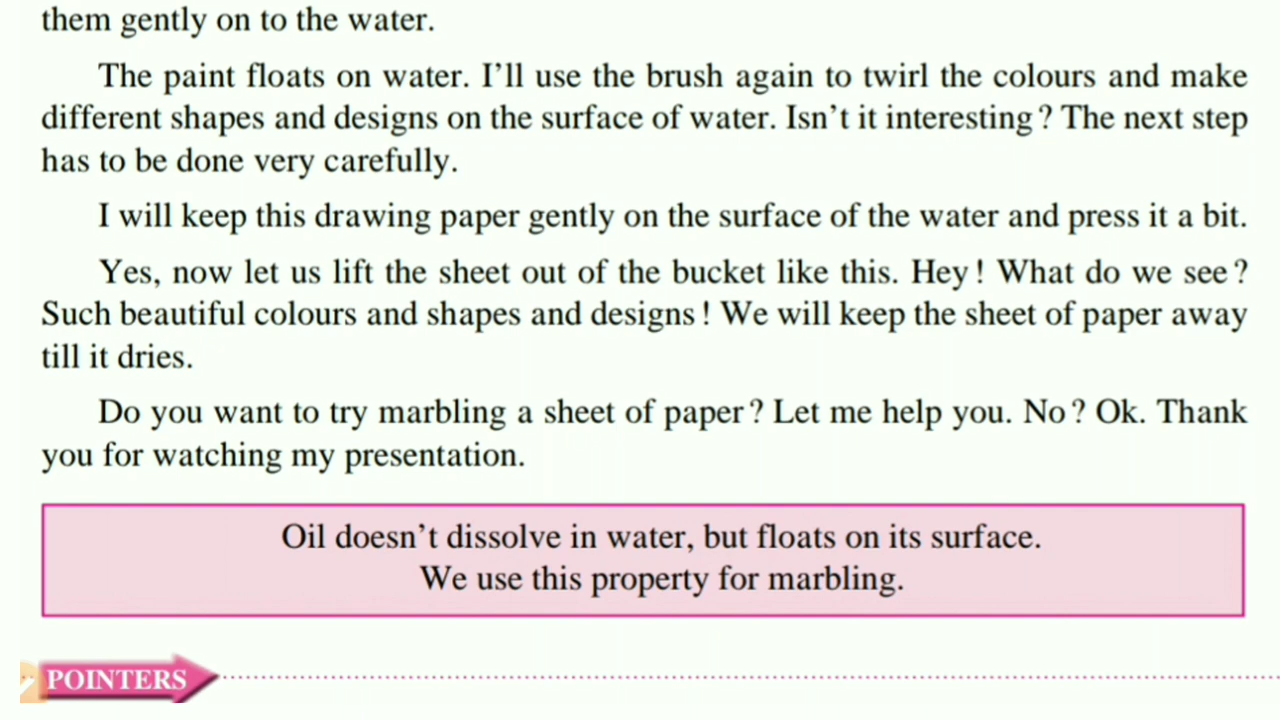 them gently on to the water.
The paint floats on water. I'll use the brush again to twirl the colours and make
different shapes and designs on the surface of water. Isn't it interesting? The next step
has to be done very carefully.
I will keep this drawing paper gently on the surface of the water and press it a bit.
Yes, now let us lift the sheet out of the bucket like this. Hey! What do we see?
Such beautiful colours and shapes and designs! We will keep the sheet of paper away
till it dries.
Do you want to try marbling a sheet of paper? Let me help you. No? Ok. Thank
you for watching my presentation.
Oil doesn't dissolve in water, but floats on its surface.
We use this property for marbling.
POINTERS